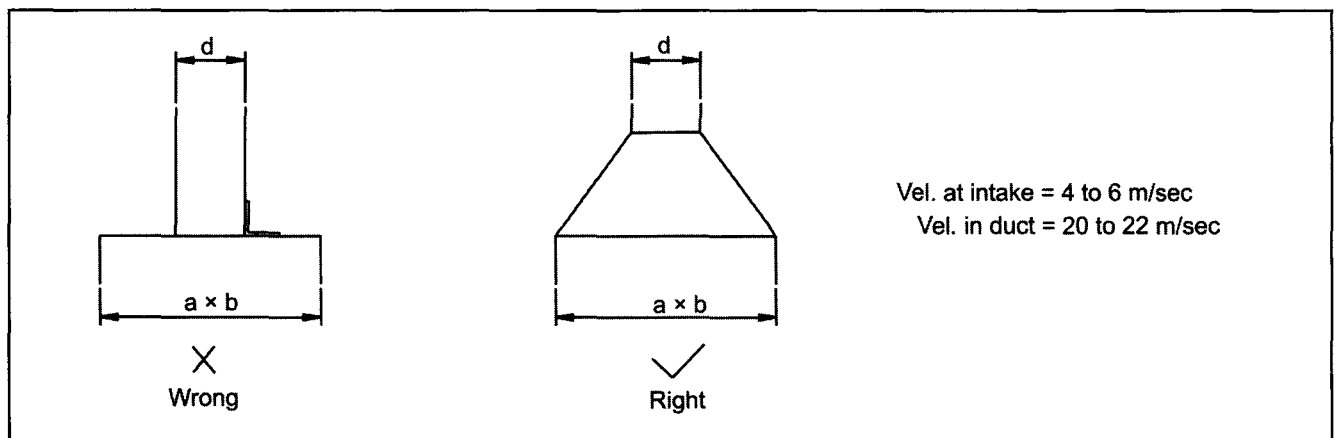 d
a × b
Wrong
d
a × b
Right
Vel. at intake = 4 to 6 m/sec
Vel. in duct = 20 to 22 m/sec